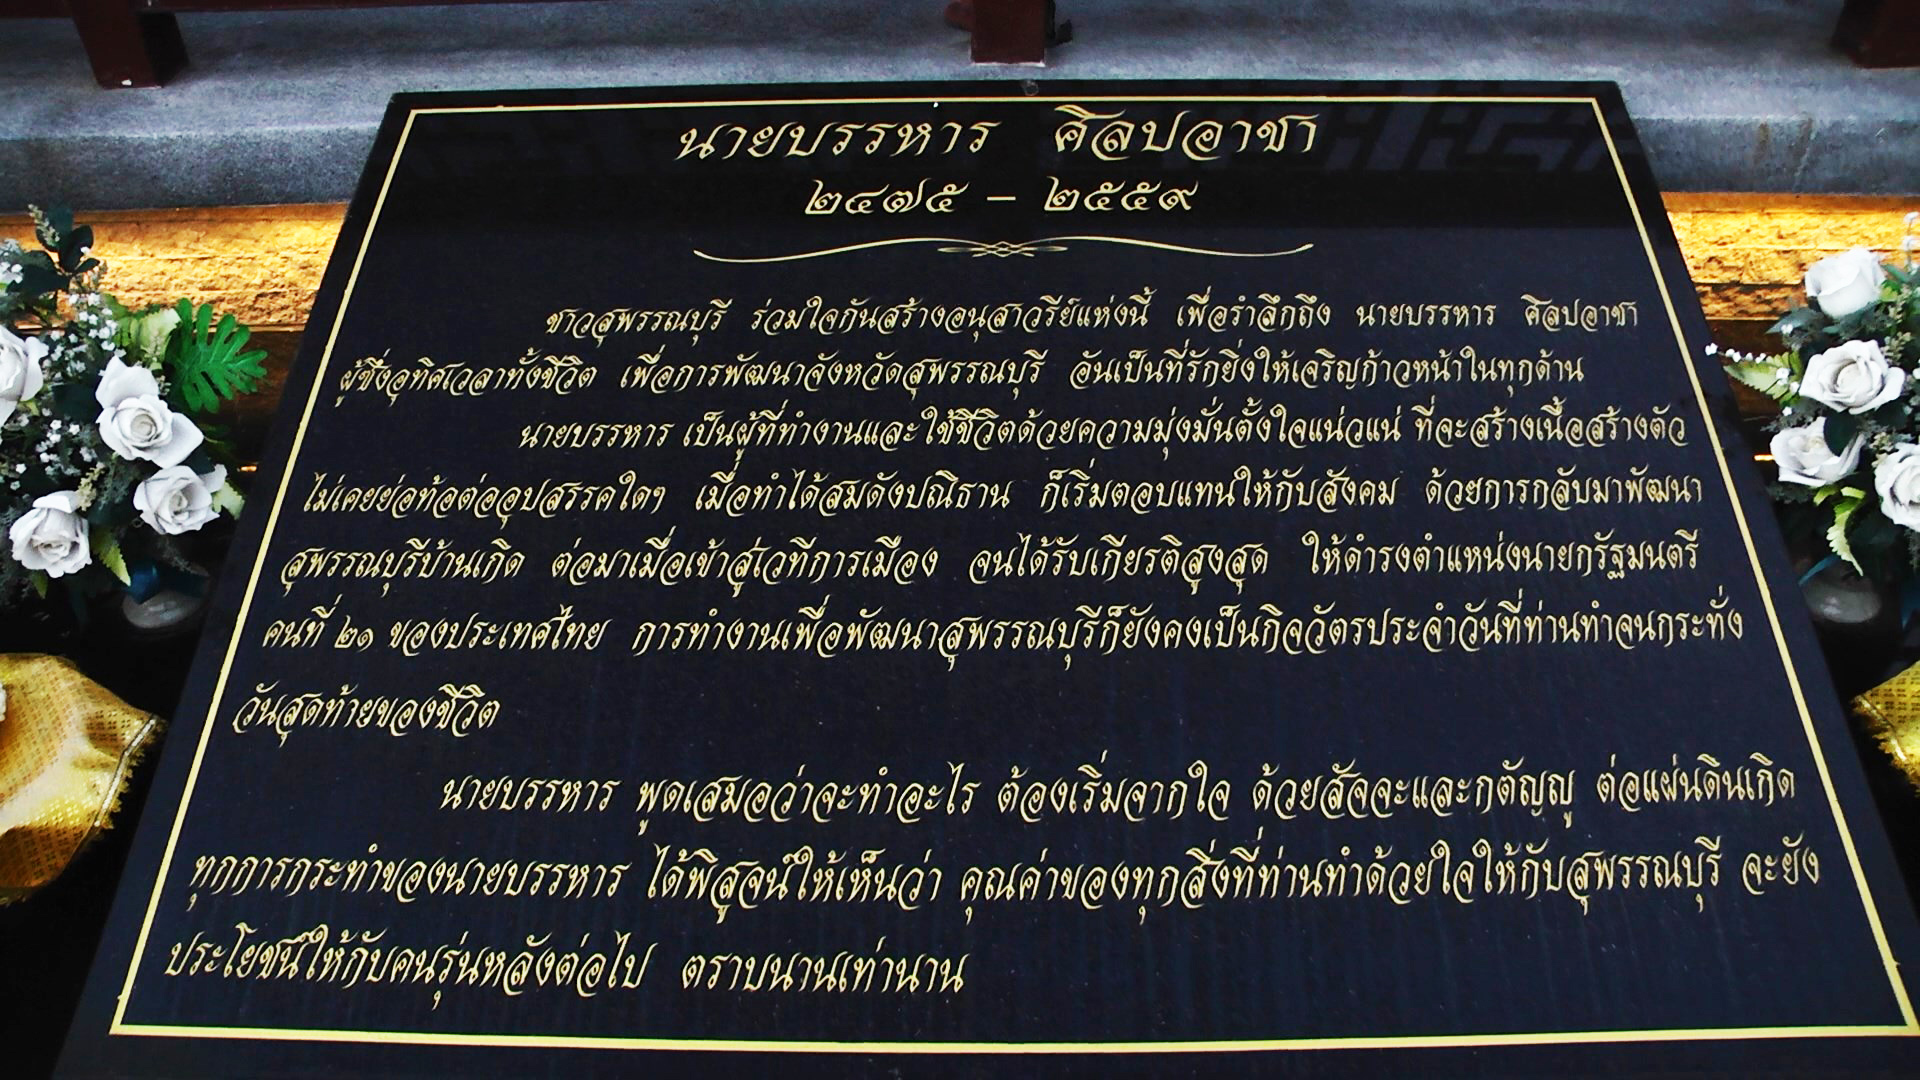 นายบรรหาร ศิลปอาชา
๒๔๗๕ – ๒๕๕๙
ชาวสุพรรณบุรี ร่วมใจกันสร้างอนุสาวรีย์แห่งนี้ เพื่อรำลึกถึง นายบรรหาร ศิลปอาชา
ผู้ซึ่งอุทิศเวลาทั้งชีวิต เพื่อการพัฒนาจังหวัดสุพรรณบุรี อันเป็นที่รักยิ่งให้เจริญก้าวหน้าในทุกด้าน
นายบรรหาร เป็นผู้ที่ทำงานและใช้ชีวิตด้วยความมุ่งมั่นตั้งใจแน่วแน่ ที่จะสร้างเนื้อสร้างตัว
ไม่เคยย่อท้อต่ออุปสรรคใดๆ เมื่อทำได้สมดังปณิธาน ก็เริ่มตอบแทนให้กับสังคม ด้วยการกลับมาพัฒนา
สุพรรณบุรีบ้านเกิด ต่อมาเมื่อเข้าสู่เวทีการเมือง จนได้รับเกียรติสูงสุด ให้ดำรงตำแหน่งนายกรัฐมนตรี
คนที่ ๒๑ ของประเทศไทย การทำงานเพื่อพัฒนาสุพรรณบุรีก็ยังคงเป็นกิจวัตรประจำวันที่ท่านทำจนกระทั่ง
วันสุดท้ายของชีวิต
นายบรรหาร พูดเสมอว่าจะทำอะไร ต้องเริ่มจากใจ ด้วยสัจจะและกตัญญู ต่อแผ่นดินเกิด
ทุกการกระทำของนายบรรหาร ได้พิสูจน์ให้เห็นว่า คุณค่าของทุกสิ่งที่ท่านทำด้วยใจให้กับสุพรรณบุรี จะยัง
ประโยชน์ให้กับคนรุ่นหลังต่อไป ตราบนานเท่านาน